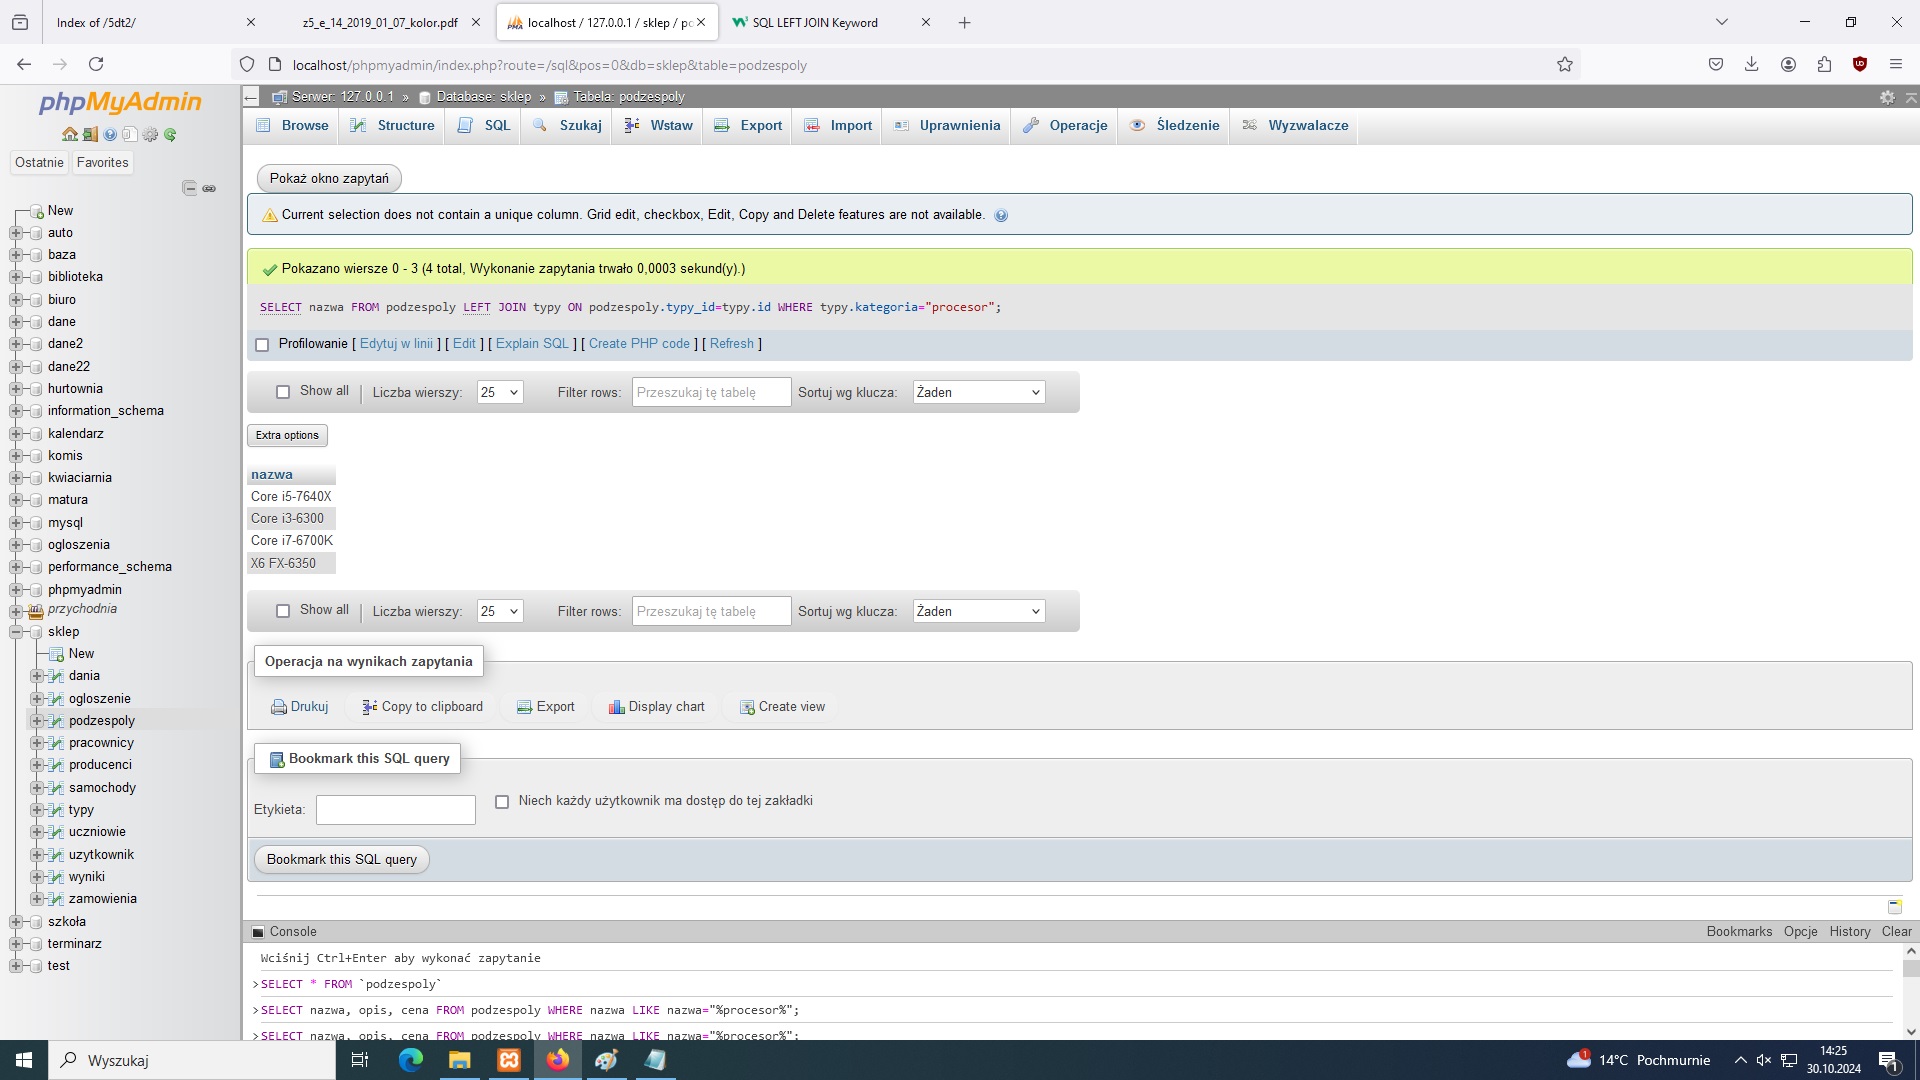 Index of /5dt2/
z5_e_14_2019_01_07_kolor.pdf
localhost / 127.0.0.1 / sklep / po
SQL LEFT JOIN Keyword
localhost/phpmyadmin/index.php?route=/sql&pos=0&db=sklep&table=podzespoly
phpMyAdmin
Ostatnie
Favorites
New
auto
baza
biblioteka
biuro
dane
dane2
dane22
hurtownia
information_schema
kalendarz
komis
kwiaciarnia
matura
mysql
ogloszenia
performance_schema
phpmyadmin
przychodnia
sklep
New
dania
ogloszenie
podzespoly
pracownicy
producenci
samochody
typy
uczniowie
uzytkownik
wyniki
zamowienia
szkoła
terminarz
test
Serwer: 127.0.0.1 » Database: sklep » Tabela: podzespoly
Browse Structure SQL Szukaj Wstaw Export Import Uprawnienia Operacje Śledzenie Wyzwalacze
Pokaż okno zapytań
Current selection does not contain a unique column. Grid edit, checkbox, Edit, Copy and Delete features are not available.
Pokazano wiersze 0 - 3 (4 total, Wykonanie zapytania trwało 0,0003 sekund(y).)
SELECT nazwa FROM podzespoly LEFT JOIN typy ON podzespoly.typy_id=typy.id WHERE typy.kategoria="procesor";
Profilowanie [ Edytuj w linii ] [ Edit ] [ Explain SQL ] [ Create PHP code ] [ Refresh ]
Show all | Liczba wierszy: 25 Filter rows: Przeszukaj tę tabelę Sortuj wg klucza: Żaden
Extra options
nazwa
Core i5-7640X
Core i3-6300
Core i7-6700K
X6 FX-6350
Show all | Liczba wierszy: 25 Filter rows: Przeszukaj tę tabelę Sortuj wg klucza: Żaden
Operacja na wynikach zapytania
Drukuj Copy to clipboard Export Display chart Create view
Bookmark this SQL query
Etykieta: Niech każdy użytkownik ma dostęp do tej zakładki
Bookmark this SQL query
Console Bookmarks Opcje History Clear
Wciśnij Ctrl+Enter aby wykonać zapytanie
>SELECT * FROM `podzespoly`
>SELECT nazwa, opis, cena FROM podzespoly WHERE nazwa LIKE nazwa="%procesor%";
>SELECT nazwa, opis, cena FROM podzespoly WHERE nazwa LIKE nazwa="%procesor%";
Wyszukaj
1
14°C Pochmurnie
14:25
30.10.2024
1